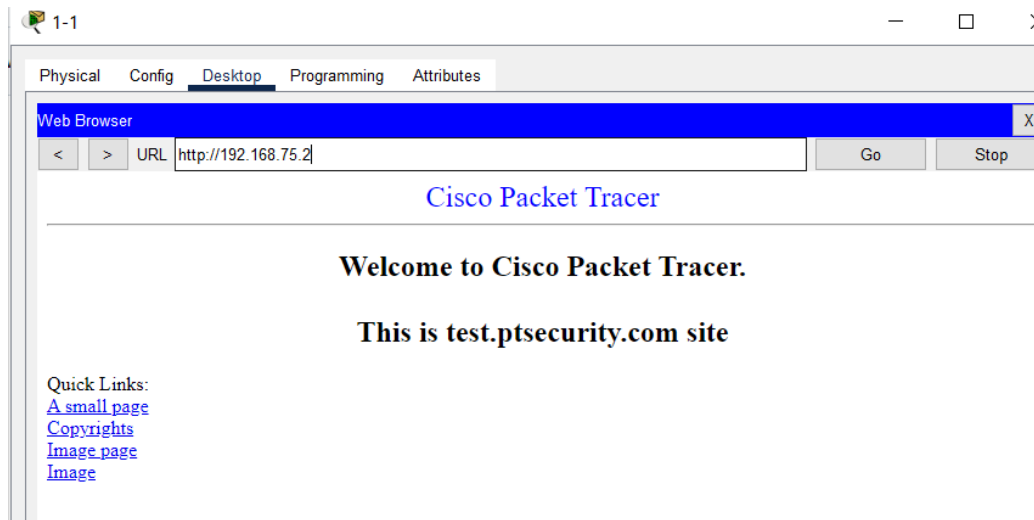 1-1
Physical Config Desktop Programming Attributes
Web Browser X
< > URL http://192.168.75.2 Go Stop
Cisco Packet Tracer
Welcome to Cisco Packet Tracer.
This is test.ptsecurity.com site
Quick Links:
A small page
Copyrights
Image page
Image